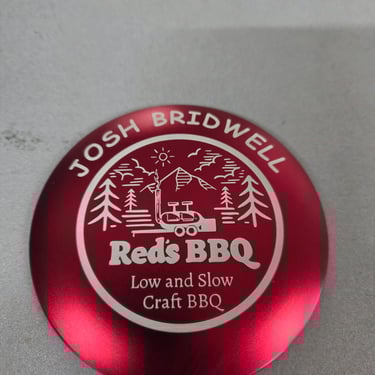 JOSH BRIDWELL
Red's BBQ
Low and Slow
Craft BBQ